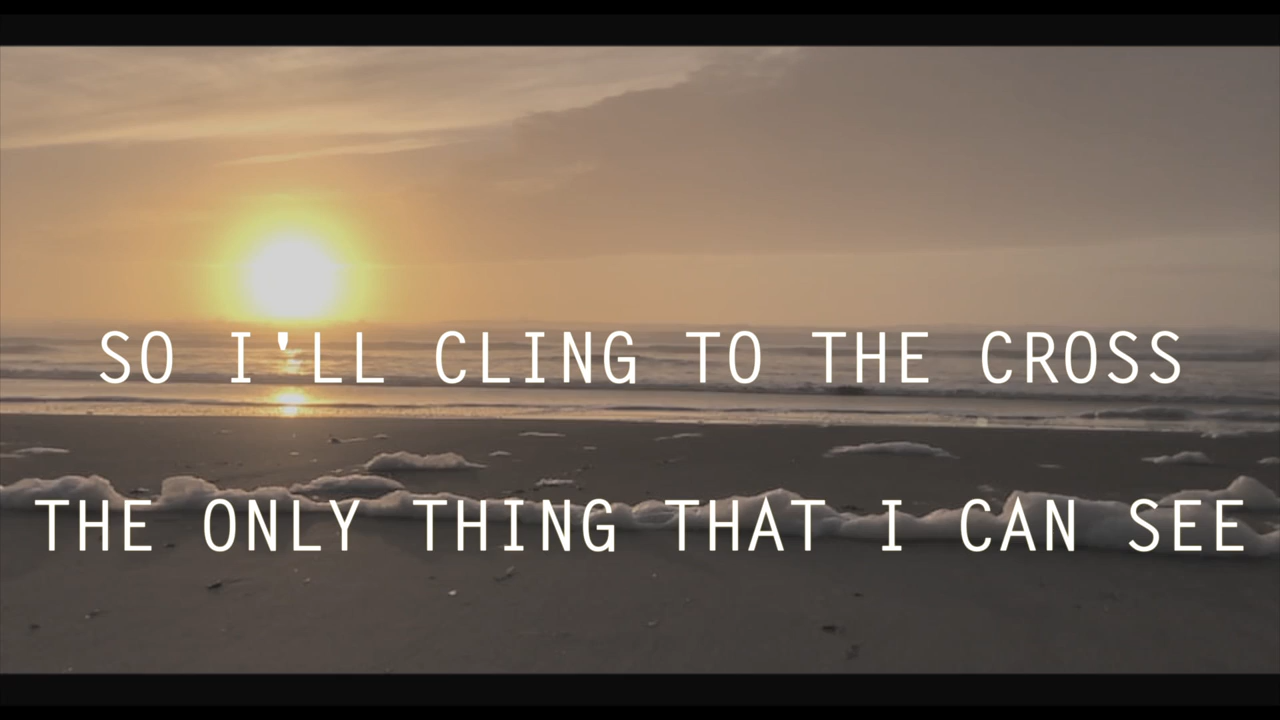 SO I'LL CLING TO THE CROSS
THE ONLY THING THAT I CAN SEE